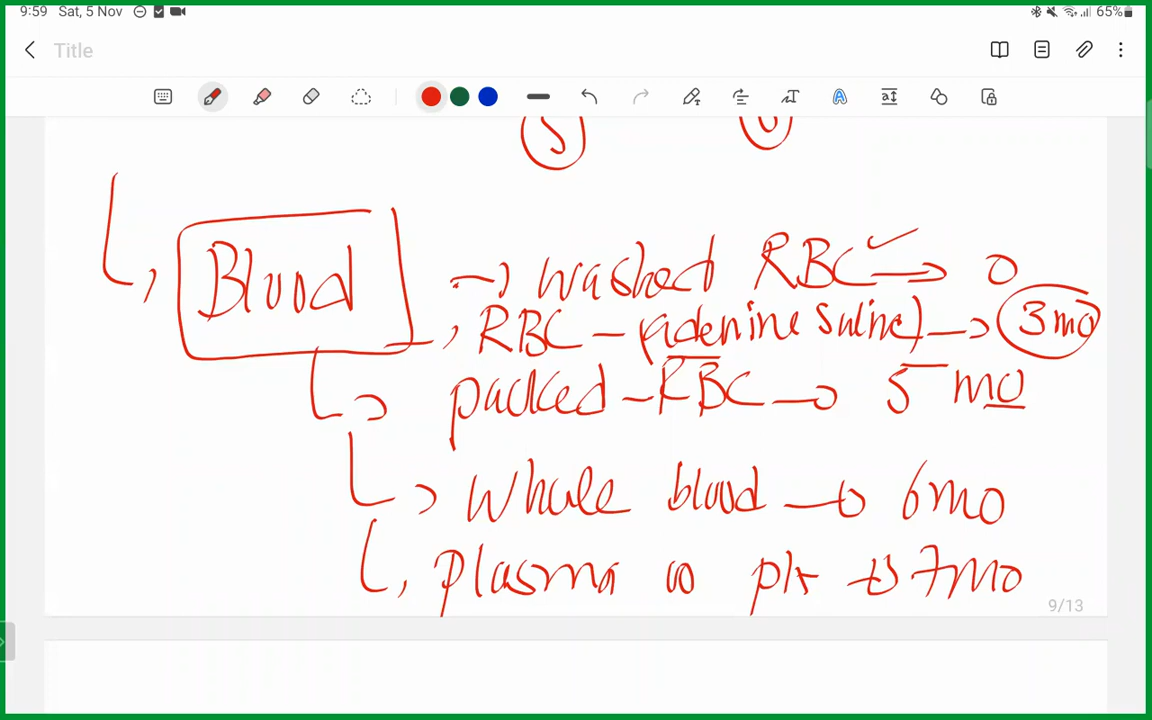 9:59 Sat, 5 Nov 65%
Title
Blood → washed RBC → 0
RBC - (adenine Saline) → 3mo
packed - RBC → 5 mo
Whole blood → 6mo
plasma or plt → 7mo
9/13